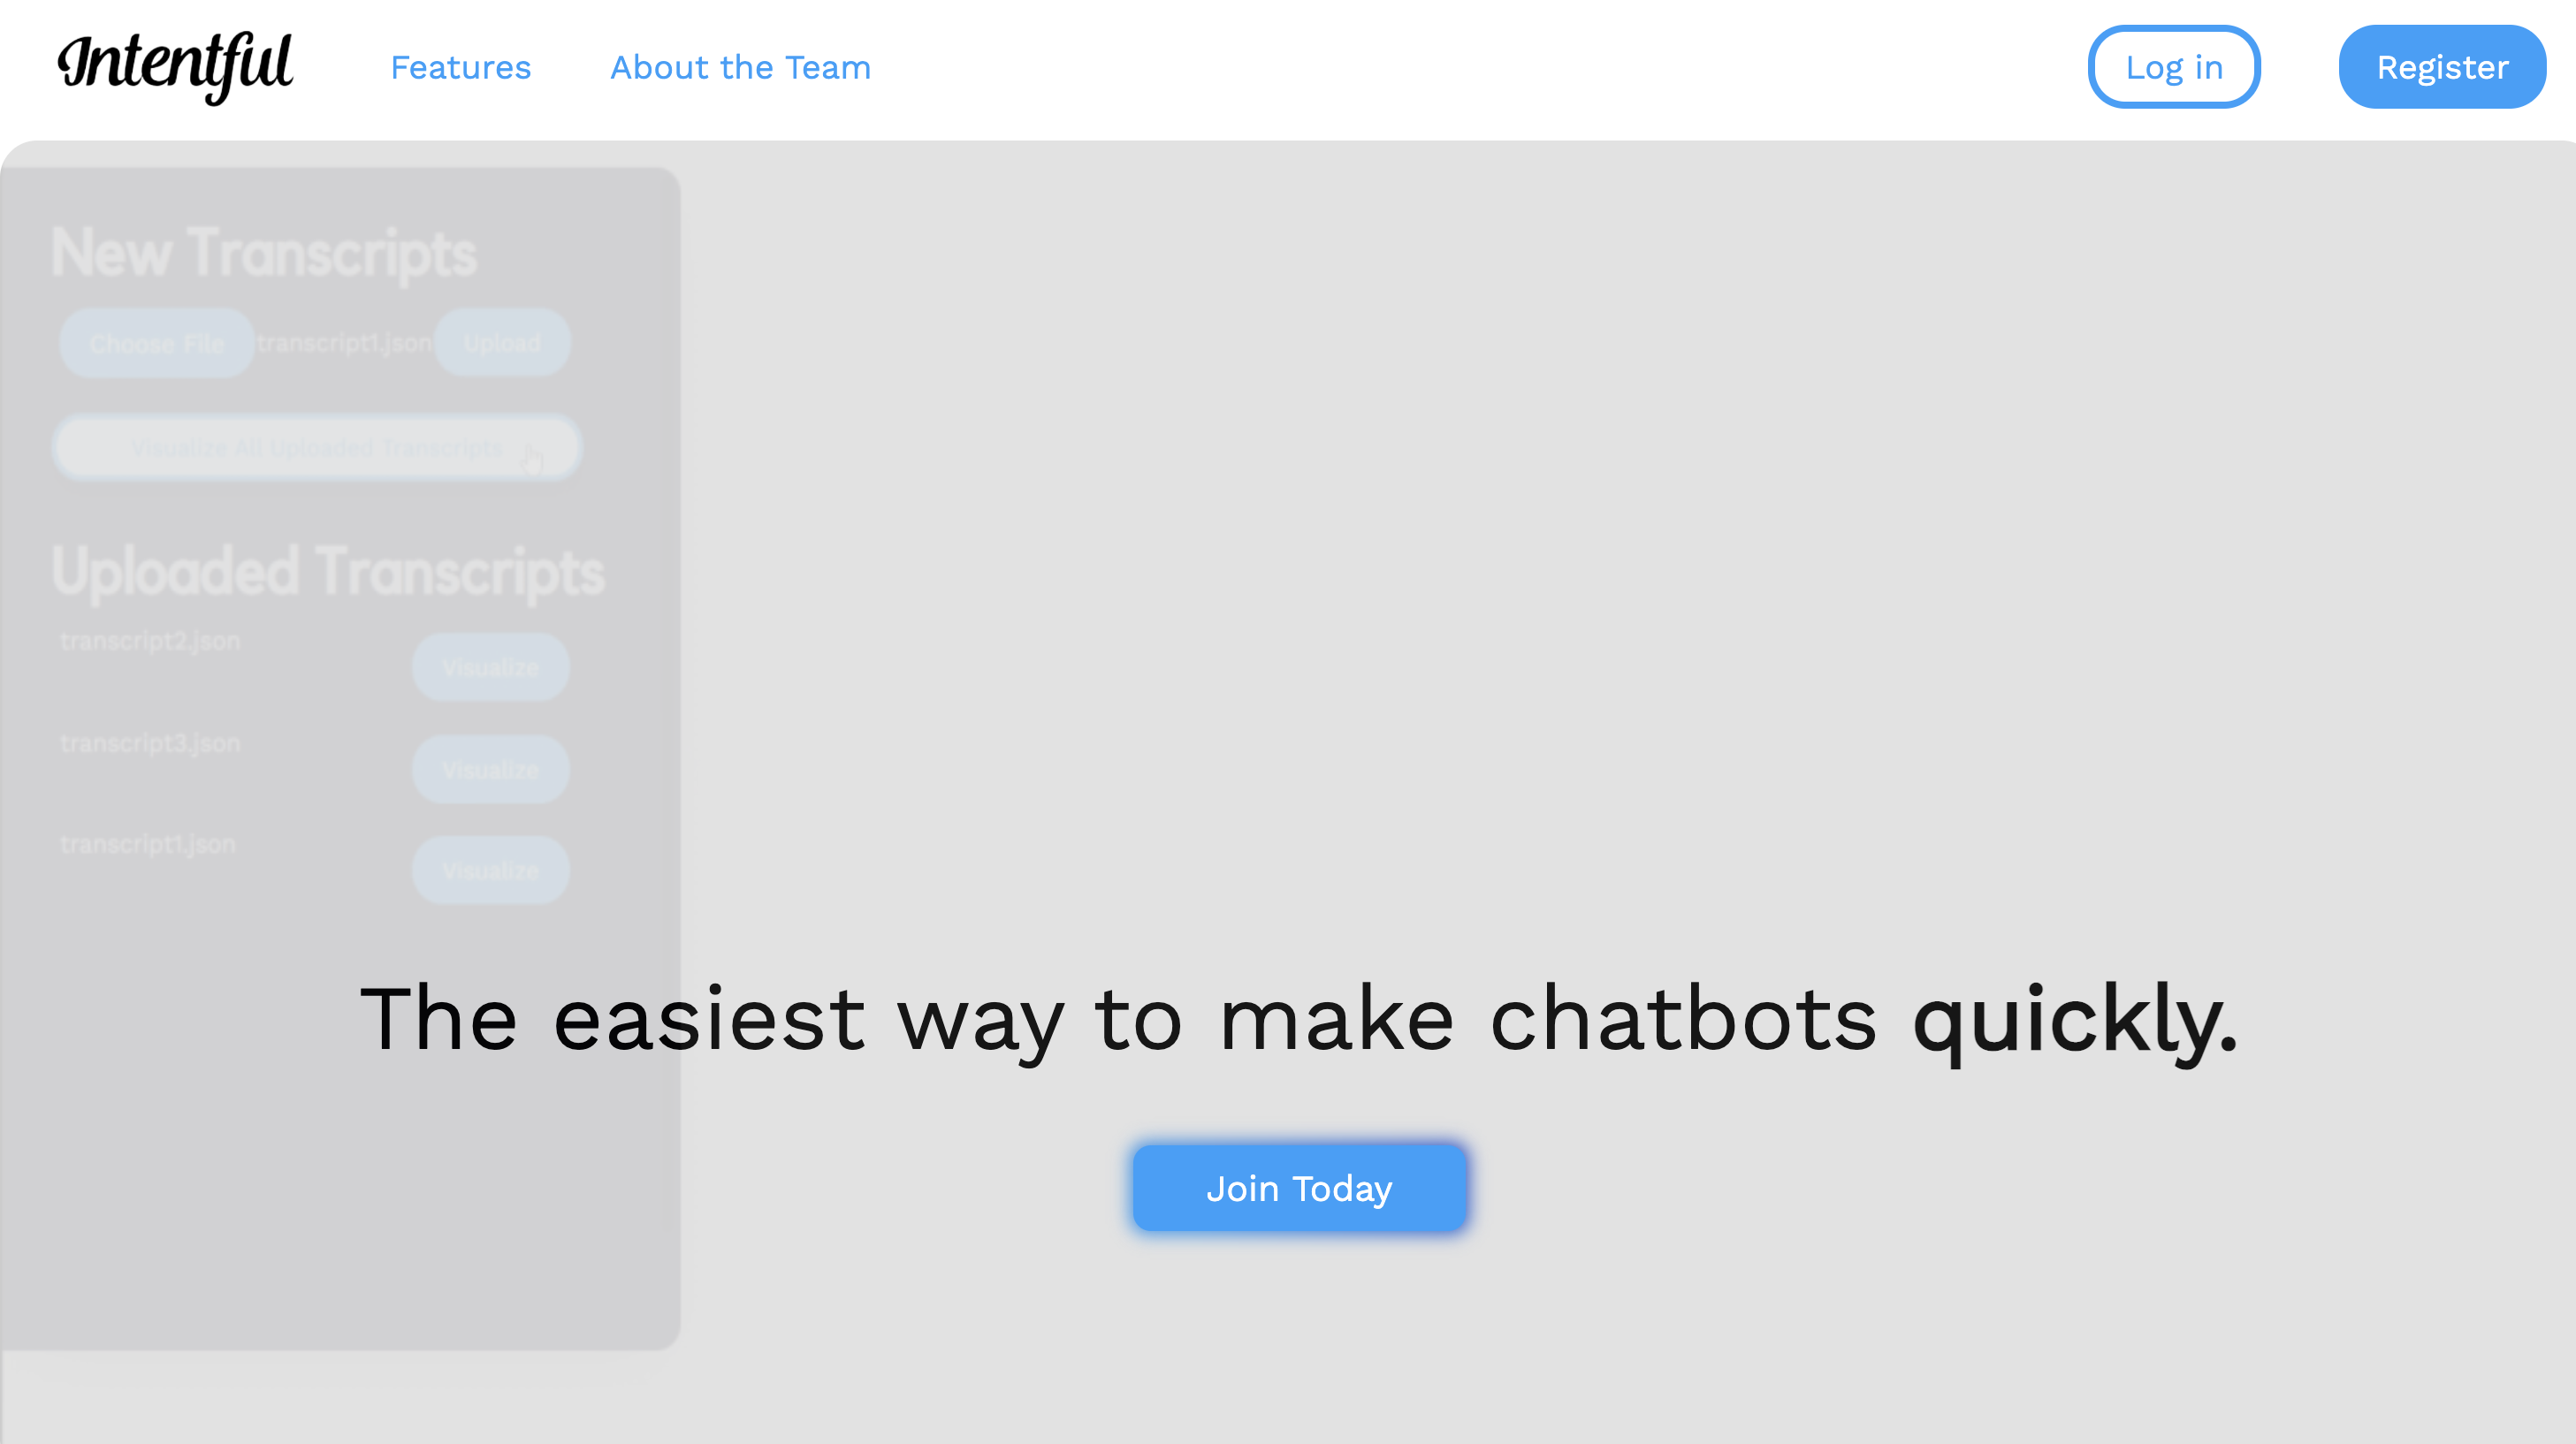 Intentful
Features
About the Team
Log in
Register
New Transcripts
Choose File transcript1.json Upload
Visualize All Uploaded Transcripts
Uploaded Transcripts
transcript2.json Visualize
transcript3.json Visualize
transcript1.json Visualize
The easiest way to make chatbots quickly.
Join Today